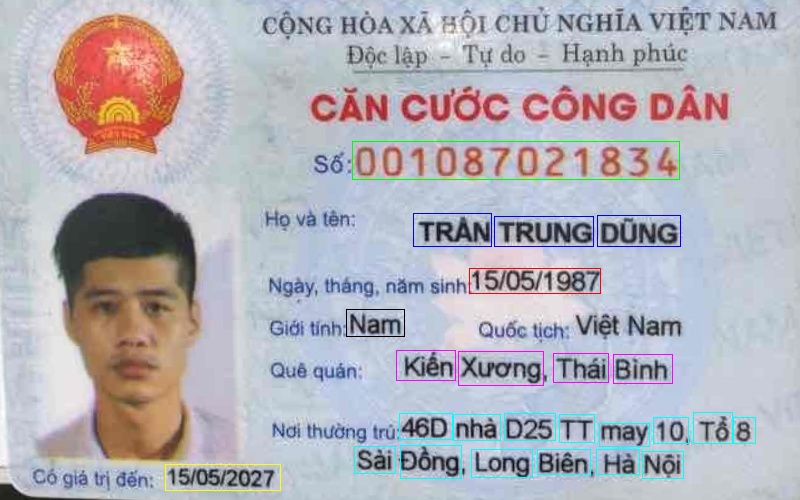 CỘNG HÒA XÃ HỘI CHỦ NGHĨA VIỆT NAM
Độc lập - Tự do - Hạnh phúc
CĂN CƯỚC CÔNG DÂN
Số: 001087021834
Họ và tên: TRẦN TRUNG DŨNG
Ngày, tháng, năm sinh: 15/05/1987
Giới tính: Nam Quốc tịch: Việt Nam
Quê quán: Kiến Xương, Thái Bình
Nơi thường trú: 46D nhà D25 TT may 10, Tổ 8
Sài Đồng, Long Biên, Hà Nội
Có giá trị đến: 15/05/2027